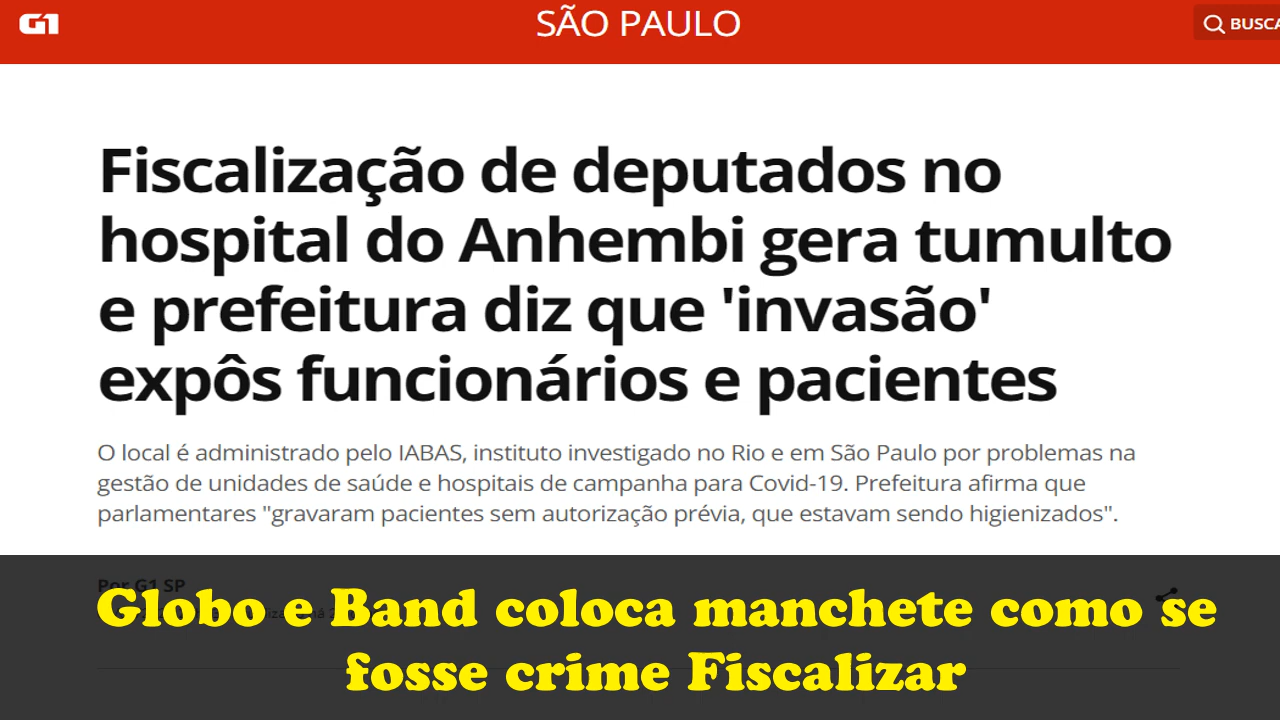 G1
SÃO PAULO
BUSCA
Fiscalização de deputados no
hospital do Anhembi gera tumulto
e prefeitura diz que 'invasão'
expôs funcionários e pacientes
O local é administrado pelo IABAS, instituto investigado no Rio e em São Paulo por problemas na
gestão de unidades de saúde e hospitais de campanha para Covid-19. Prefeitura afirma que
parlamentares "gravaram pacientes sem autorização prévia, que estavam sendo higienizados".
Por G1 SP
Globo e Band coloca manchete como se
fosse crime Fiscalizar